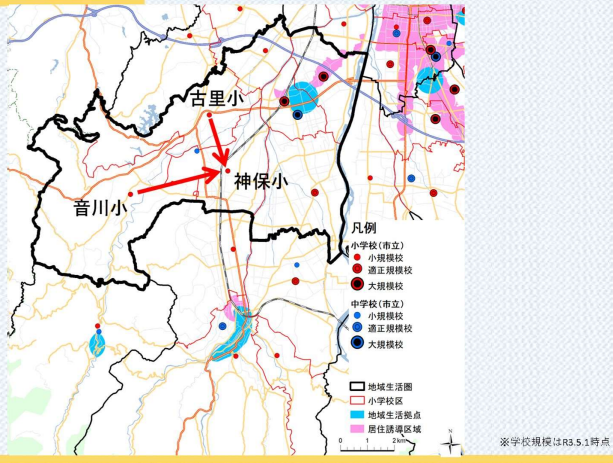 古里小
神保小
音川小
凡例
小学校(市立)
小規模校
適正規模校
大規模校
中学校(市立)
小規模校
適正規模校
大規模校
地域生活圏
小学校区
地域生活拠点
居住誘導区域
0 1 2km
N
※学校規模はR3.5.1時点